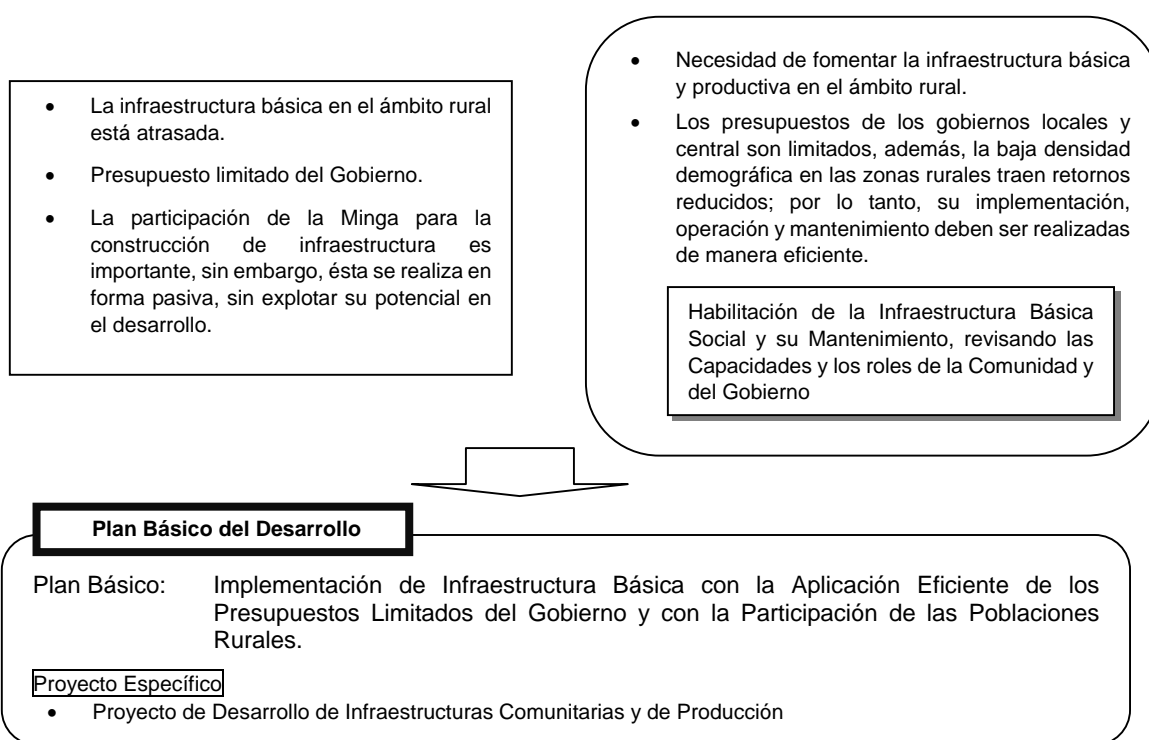 • La infraestructura básica en el ámbito rural
está atrasada.
• Presupuesto limitado del Gobierno.
• La participación de la Minga para la
construcción de infraestructura es
importante, sin embargo, ésta se realiza en
forma pasiva, sin explotar su potencial en
el desarrollo.
• Necesidad de fomentar la infraestructura básica
y productiva en el ámbito rural.
• Los presupuestos de los gobiernos locales y
central son limitados, además, la baja densidad
demográfica en las zonas rurales traen retornos
reducidos; por lo tanto, su implementación,
operación y mantenimiento deben ser realizadas
de manera eficiente.
Habilitación de la Infraestructura Básica
Social y su Mantenimiento, revisando las
Capacidades y los roles de la Comunidad y
del Gobierno
Plan Básico del Desarrollo
Plan Básico: Implementación de Infraestructura Básica con la Aplicación Eficiente de los
Presupuestos Limitados del Gobierno y con la Participación de las Poblaciones
Rurales.
Proyecto Específico
• Proyecto de Desarrollo de Infraestructuras Comunitarias y de Producción